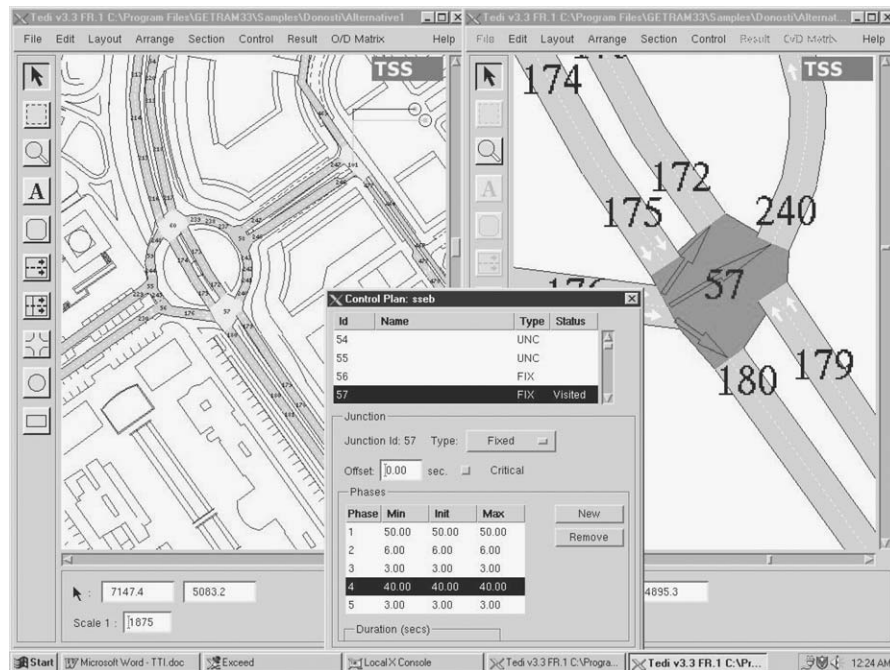 Tedi v3.3 FR.1 C:\Program Files\GETRAM33\Samples\Donosti\Alternative1
File Edit Layout Arrange Section Control Result O/D Matrix Help
TSS
A
Tedi v3.3 FR.1 C:\Program Files\GETRAM33\Samples\Donosti\Alternat...
File Edit Layout Arrange Section Control Result O/D Matrix Help
TSS
A
174
172
175
240
176
57
180
179
Control Plan: sseb
Id Name Type Status
54 UNC
55 UNC
56 FIX
57 FIX Visited
Junction
Junction Id: 57 Type: Fixed
Offset: 0.00 sec. Critical
Phases
Phase Min Init Max
1 50.00 50.00 50.00
2 6.00 6.00 6.00
3 3.00 3.00 3.00
4 40.00 40.00 40.00
5 3.00 3.00 3.00
New
Remove
Duration (secs)
: 7147.4 5083.2
Scale 1 : 1875
4895.3
Start Microsoft Word - TTI.doc Exceed Local X Console Tedi v3.3 FR.1 C:\Progra... Tedi v3.3 FR.1 C:\Pr... 12:24 AM